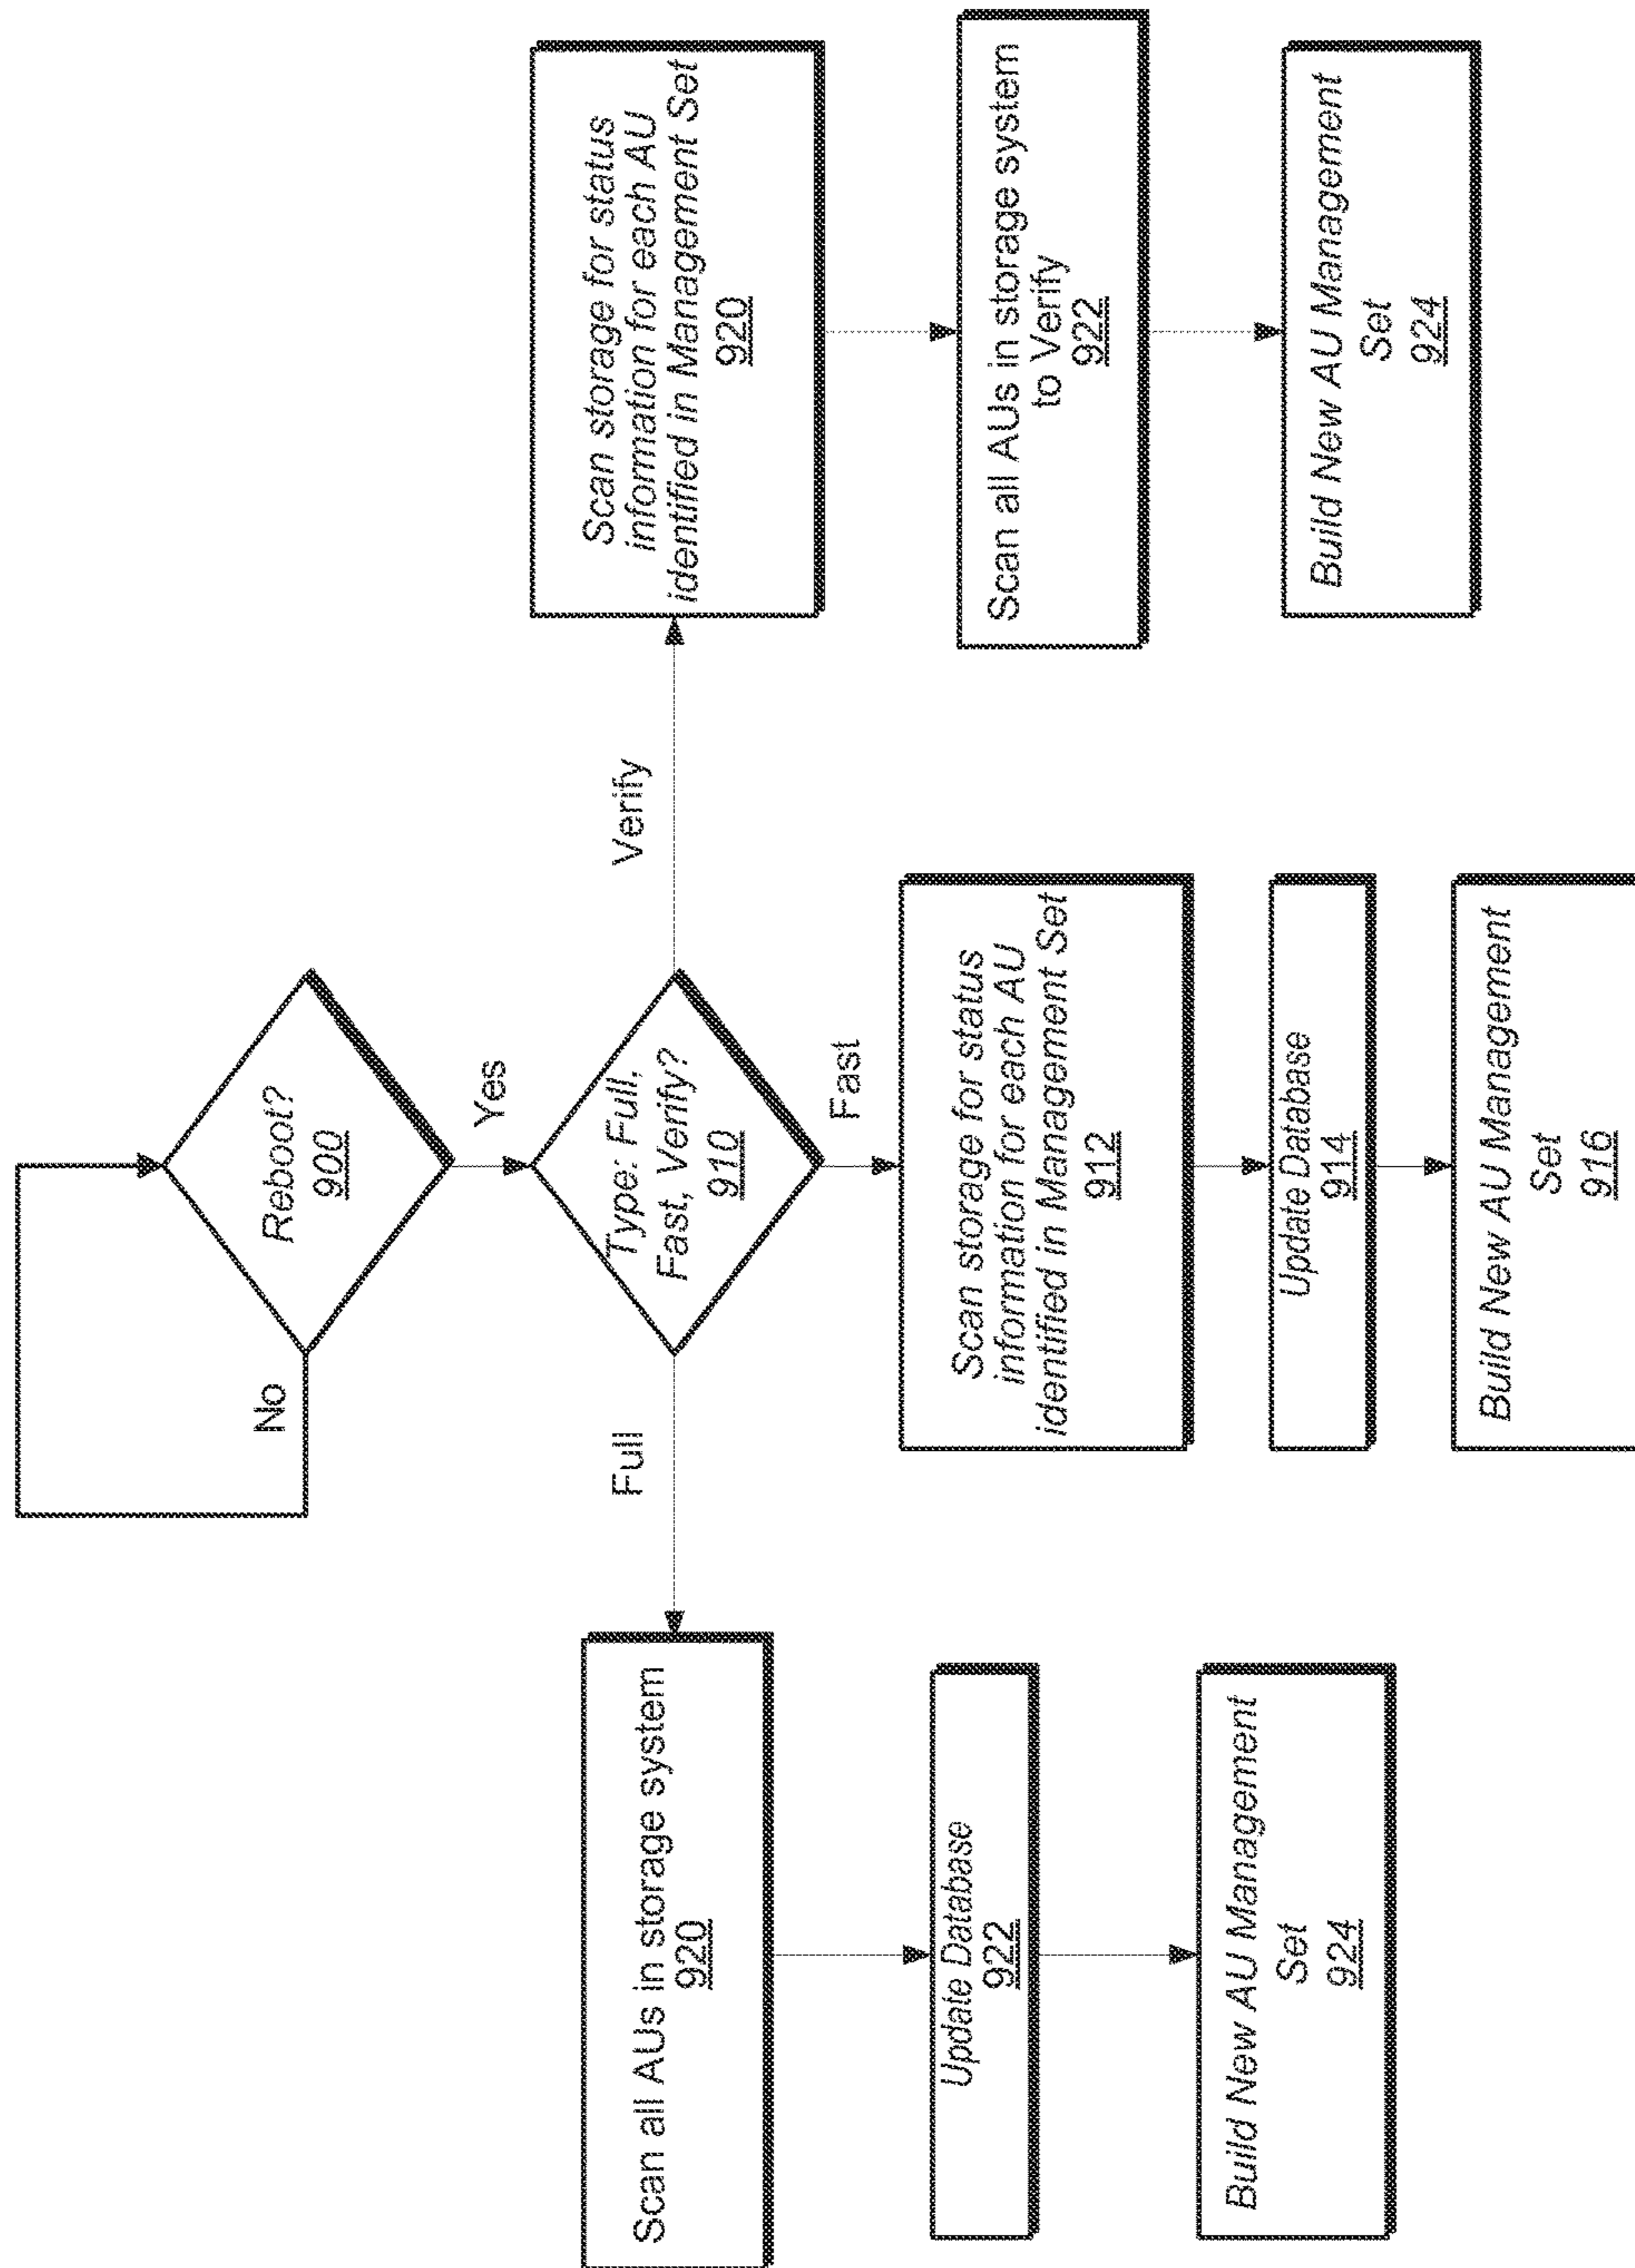 No
Reboot?
900
Yes
Type: Full,
Fast, Verify?
910
Full
Fast
Verify
Scan all AUs in storage system
920
Update Database
922
Build New AU Management
Set
924
Scan storage for status
information for each AU
identified in Management Set
912
Update Database
914
Build New AU Management
Set
916
Scan storage for status
information for each AU
identified in Management Set
920
Scan all AUs in storage system
to Verify
922
Build New AU Management
Set
924